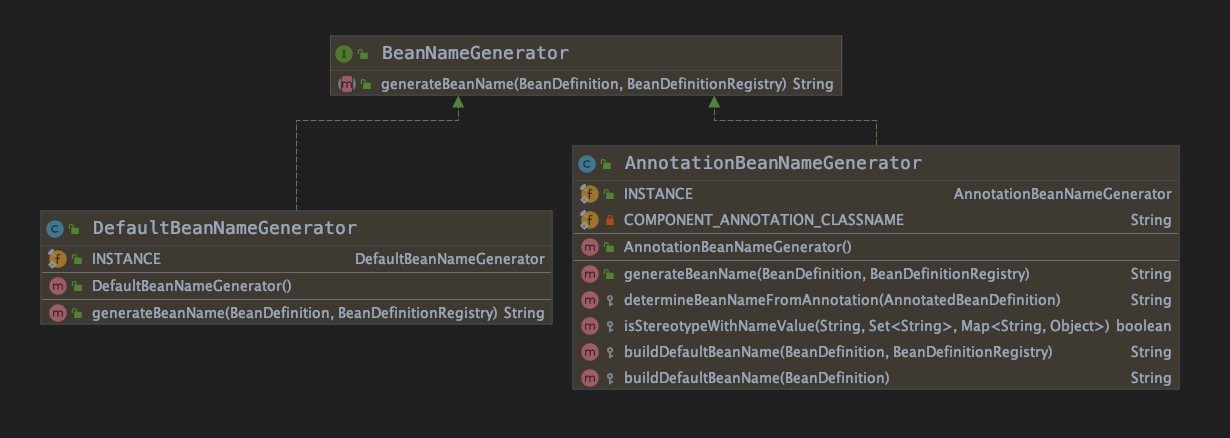 BeanNameGenerator
generateBeanName(BeanDefinition, BeanDefinitionRegistry) String
DefaultBeanNameGenerator
INSTANCE DefaultBeanNameGenerator
DefaultBeanNameGenerator()
generateBeanName(BeanDefinition, BeanDefinitionRegistry) String
AnnotationBeanNameGenerator
INSTANCE AnnotationBeanNameGenerator
COMPONENT_ANNOTATION_CLASSNAME String
AnnotationBeanNameGenerator()
generateBeanName(BeanDefinition, BeanDefinitionRegistry) String
determineBeanNameFromAnnotation(AnnotatedBeanDefinition) String
isStereotypeWithNameValue(String, Set<String>, Map<String, Object>) boolean
buildDefaultBeanName(BeanDefinition, BeanDefinitionRegistry) String
buildDefaultBeanName(BeanDefinition) String